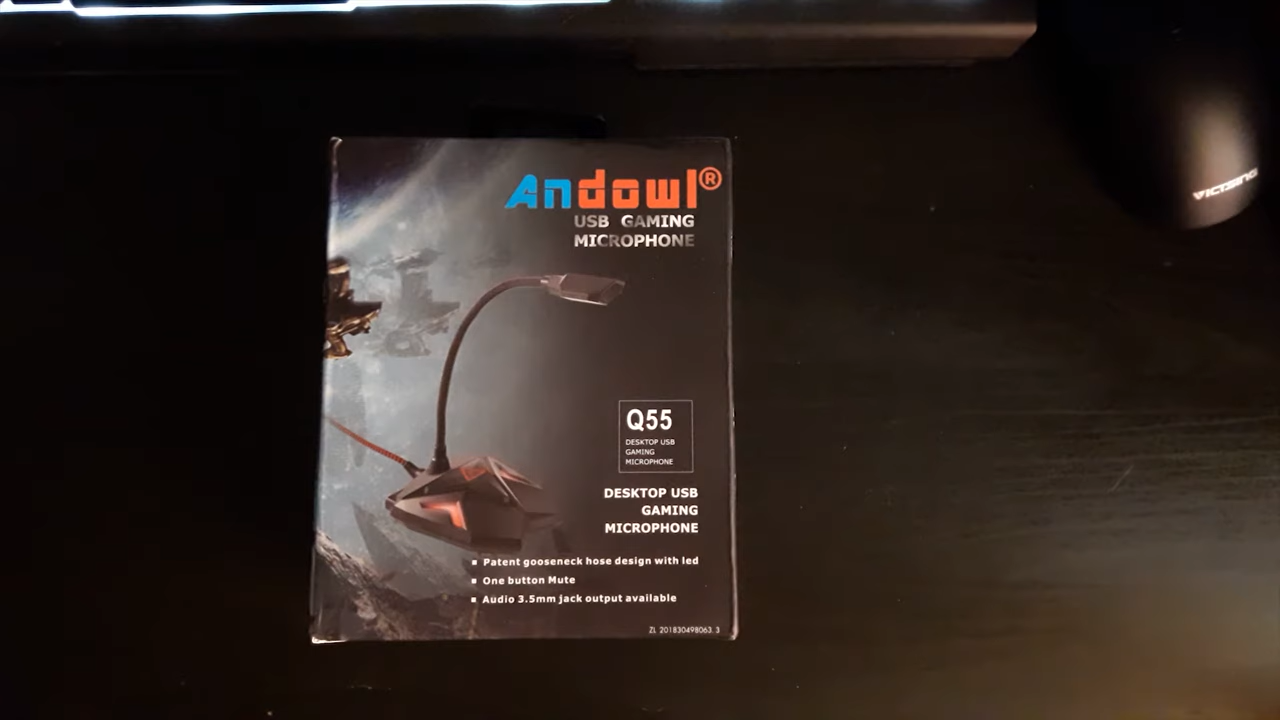 Andowl®
USB GAMING
MICROPHONE
Q55
DESKTOP USB
GAMING
MICROPHONE
DESKTOP USB
GAMING
MICROPHONE
▪ Patent gooseneck hose design with led
▪ One button Mute
▪ Audio 3.5mm jack output available
ZL 201830498063.3
VICTSING